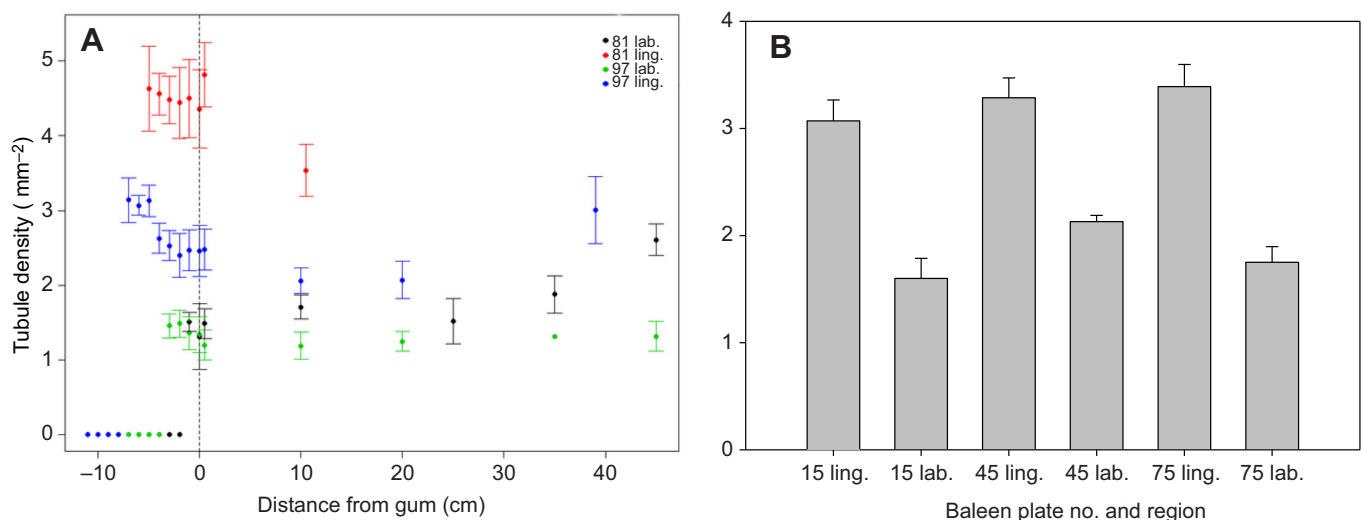 A
81 lab.
81 ling.
97 lab.
97 ling.
5
4
3
2
1
0
Tubule density ( mm–2)
–10 0 10 20 30 40
Distance from gum (cm)
B
4
3
2
1
0
15 ling. 15 lab. 45 ling. 45 lab. 75 ling. 75 lab.
Baleen plate no. and region